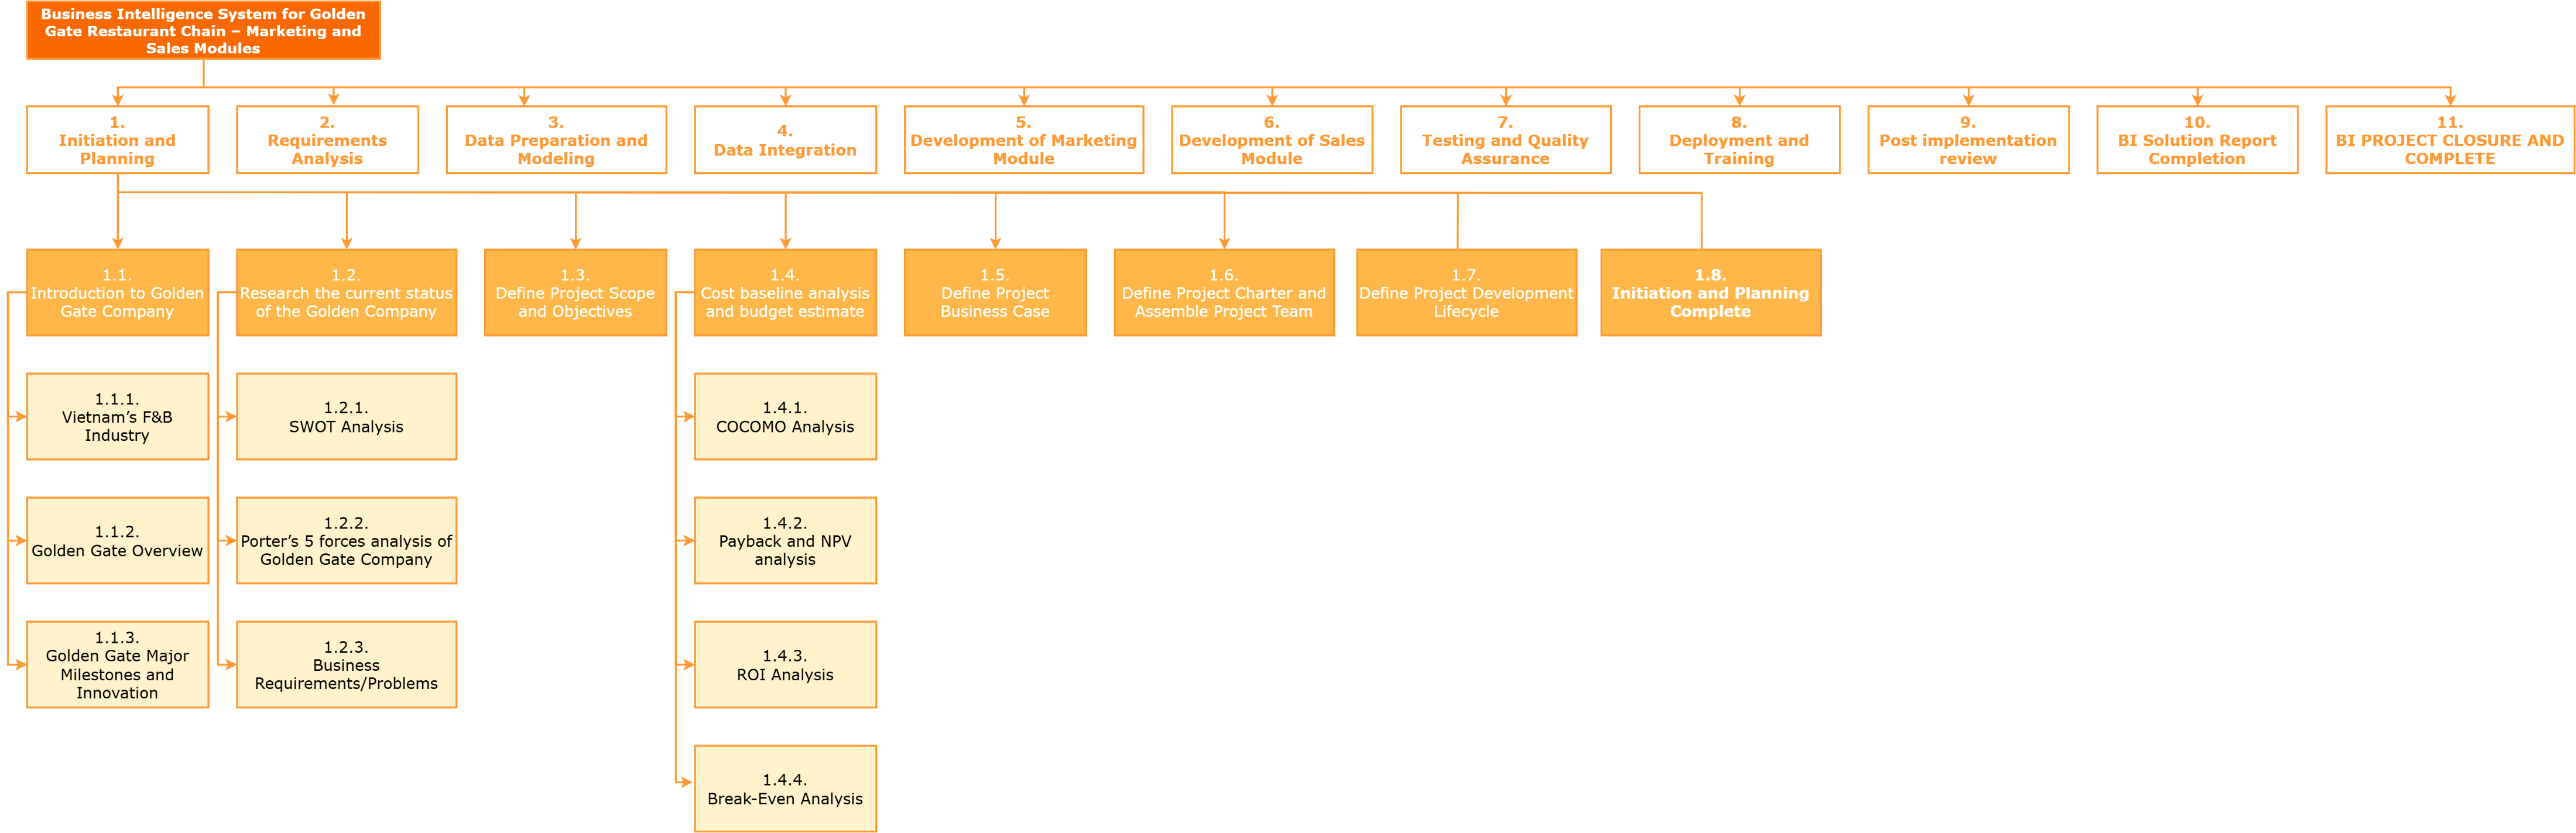 Business Intelligence System for Golden
Gate Restaurant Chain – Marketing and
Sales Modules
1.
Initiation and
Planning
2.
Requirements
Analysis
3.
Data Preparation and
Modeling
4.
Data Integration
5.
Development of Marketing
Module
6.
Development of Sales
Module
7.
Testing and Quality
Assurance
8.
Deployment and
Training
9.
Post implementation
review
10.
BI Solution Report
Completion
11.
BI PROJECT CLOSURE AND
COMPLETE
1.1.
Introduction to Golden
Gate Company
1.2.
Research the current status
of the Golden Company
1.3.
Define Project Scope
and Objectives
1.4.
Cost baseline analysis
and budget estimate
1.5.
Define Project
Business Case
1.6.
Define Project Charter and
Assemble Project Team
1.7.
Define Project Development
Lifecycle
1.8.
Initiation and Planning
Complete
1.1.1.
Vietnam’s F&B
Industry
1.2.1.
SWOT Analysis
1.4.1.
COCOMO Analysis
1.1.2.
Golden Gate Overview
1.2.2.
Porter’s 5 forces analysis of
Golden Gate Company
1.4.2.
Payback and NPV
analysis
1.1.3.
Golden Gate Major
Milestones and
Innovation
1.2.3.
Business
Requirements/Problems
1.4.3.
ROI Analysis
1.4.4.
Break-Even Analysis